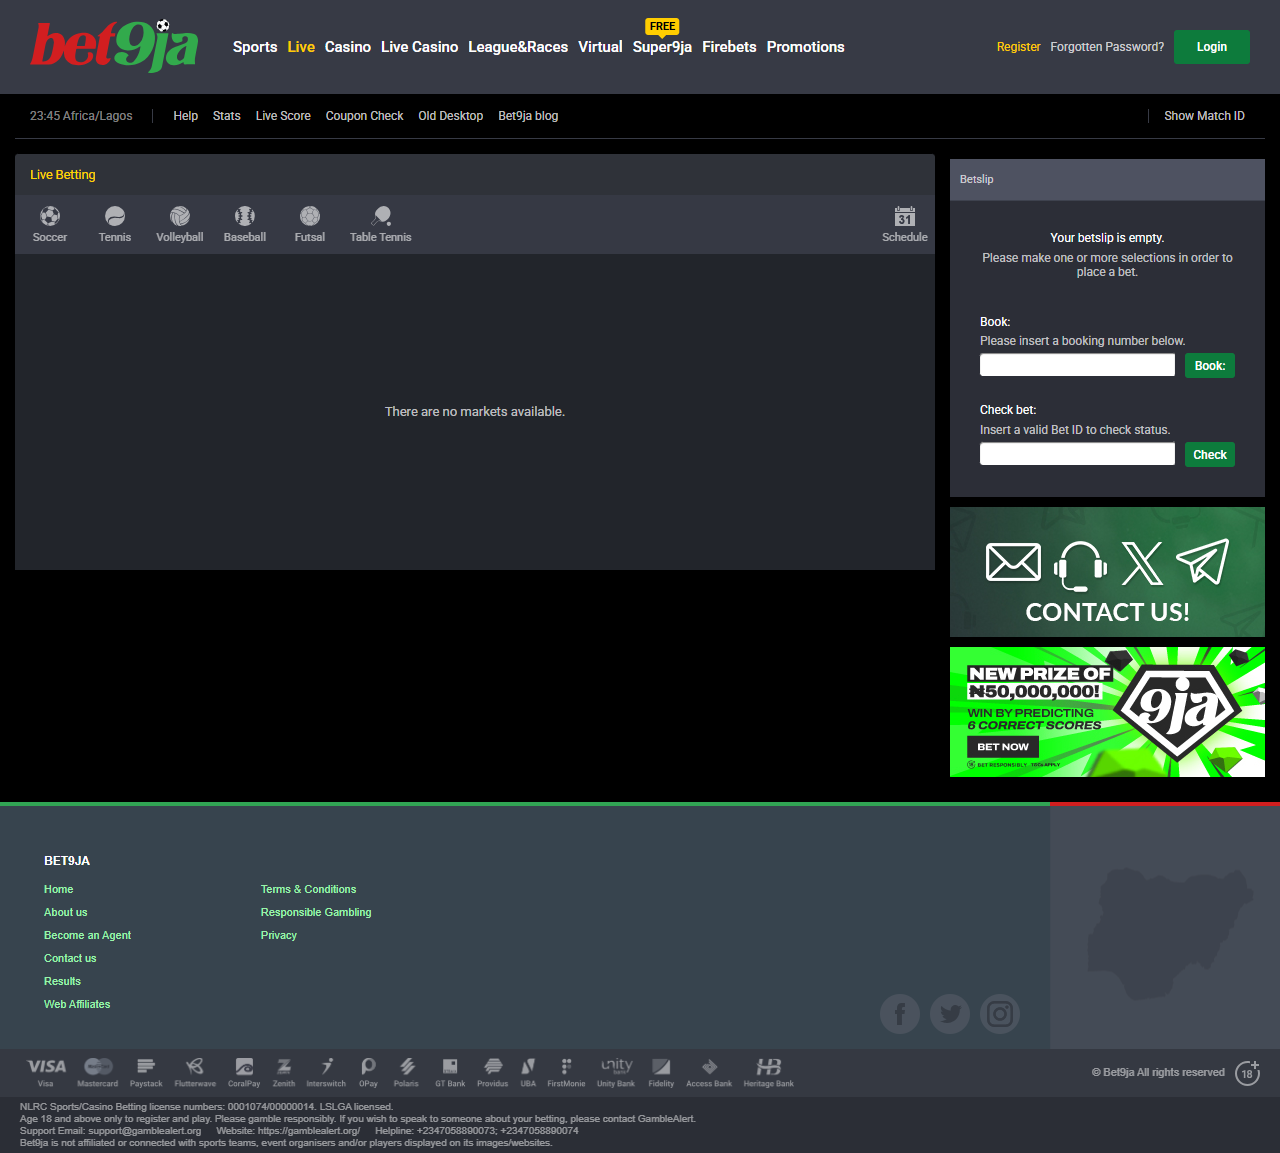 bet9ja
Sports Live Casino Live Casino League&Races Virtual Super9ja Firebets Promotions
FREE
Register Forgotten Password? Login
23:45 Africa/Lagos Help Stats Live Score Coupon Check Old Desktop Bet9ja blog Show Match ID
Live Betting
Soccer Tennis Volleyball Baseball Futsal Table Tennis
31
Schedule
There are no markets available.
Betslip
Your betslip is empty.
Please make one or more selections in order to
place a bet.
Book:
Please insert a booking number below.
Book:
Check bet:
Insert a valid Bet ID to check status.
Check
CONTACT US!
NEW PRIZE OF
₦50,000,000!
WIN BY PREDICTING
6 CORRECT SCORES
BET NOW
BET RESPONSIBLY
9ja
BET9JA
Home
About us
Become an Agent
Contact us
Results
Web Affiliates
Terms & Conditions
Responsible Gambling
Privacy
VISA unity HB
Visa Mastercard Paystack Flutterwave CoralPay Zenith Interswitch OPay Polaris GT Bank Providus UBA FirstMonie Unity Bank Fidelity Access Bank Heritage Bank
© Bet9ja All rights reserved 18+
NLRC Sports/Casino Betting license numbers: 0001074/00000014. LSLGA licensed.
Age 18 and above only to register and play. Please gamble responsibly. If you wish to speak to someone about your betting, please contact GambleAlert.
Support Email: support@gamblealert.org Website: https://gamblealert.org/ Helpline: +2347058890073; +2347058890074
Bet9ja is not affiliated or connected with sports teams, event organisers and/or players displayed on its images/websites.